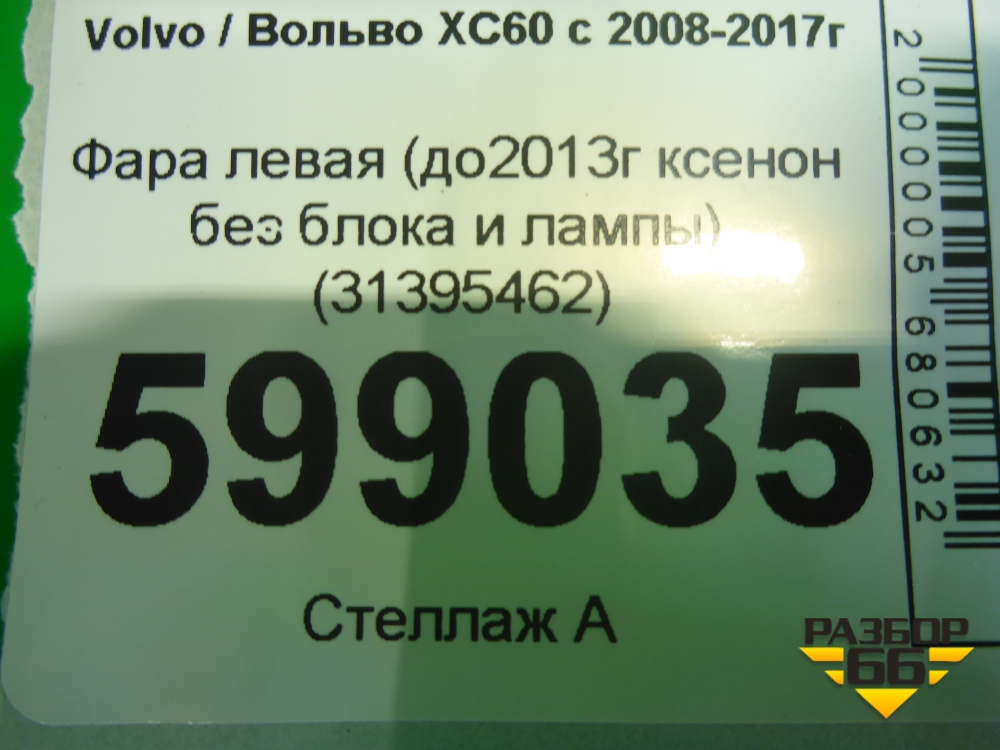 Volvo / Вольво XC60 с 2008-2017г
Фара левая (до2013г ксенон
без блока и лампы)
(31395462)
599035
Стеллаж А
2000005680632
РАЗБОР
66